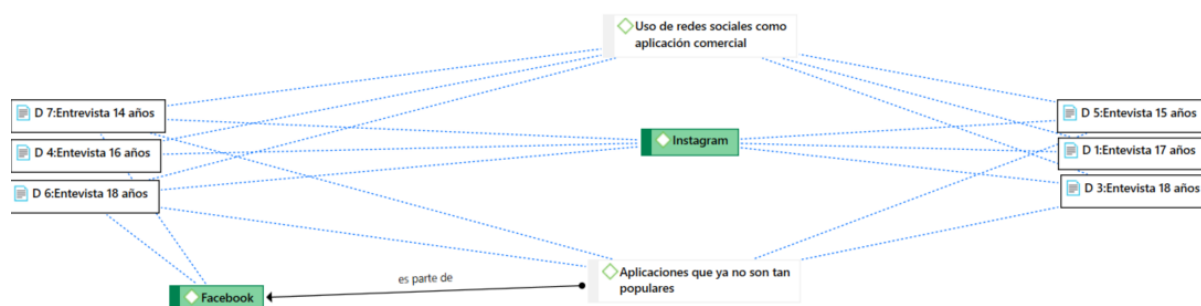 Uso de redes sociales como
aplicación comercial
D 7:Entrevista 14 años
D 4:Entevista 16 años
D 6:Entevista 18 años
Instagram
D 5:Entevista 15 años
D 1:Entevista 17 años
D 3:Entevista 18 años
es parte de
Facebook
Aplicaciones que ya no son tan
populares